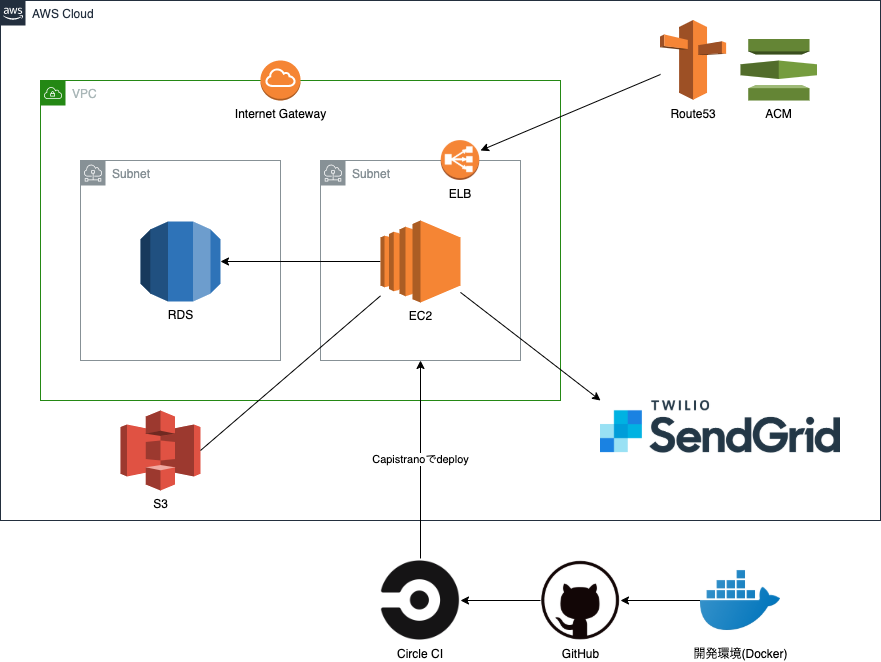 aws
AWS Cloud
VPC
Internet Gateway
Route53
ACM
Subnet
Subnet
ELB
RDS
EC2
TWILIO
SendGrid
S3
Capistranoでdeploy
Circle CI
GitHub
開発環境(Docker)